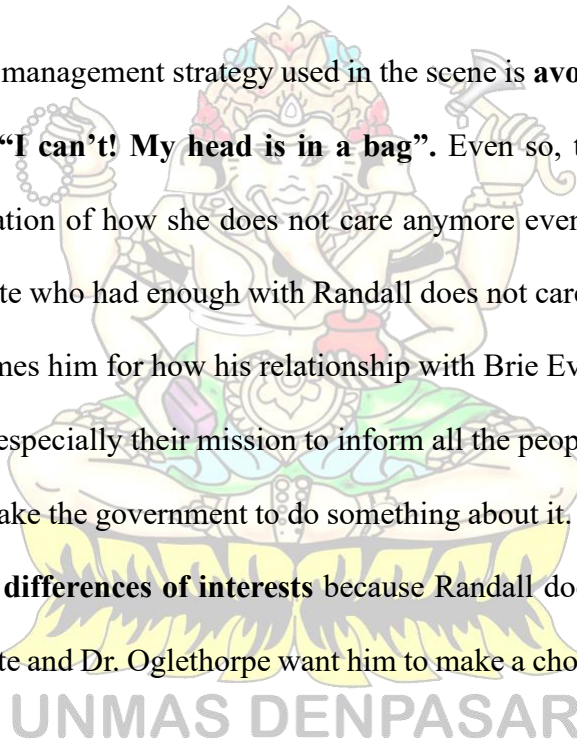 management strategy used in the scene is avo
“I can’t! My head is in a bag”. Even so, t
ation of how she does not care anymore even
te who had enough with Randall does not care
mes him for how his relationship with Brie Ev
especially their mission to inform all the peop
ake the government to do something about it.
differences of interests because Randall doe
te and Dr. Oglethorpe want him to make a cho
UNMAS DENPASAR